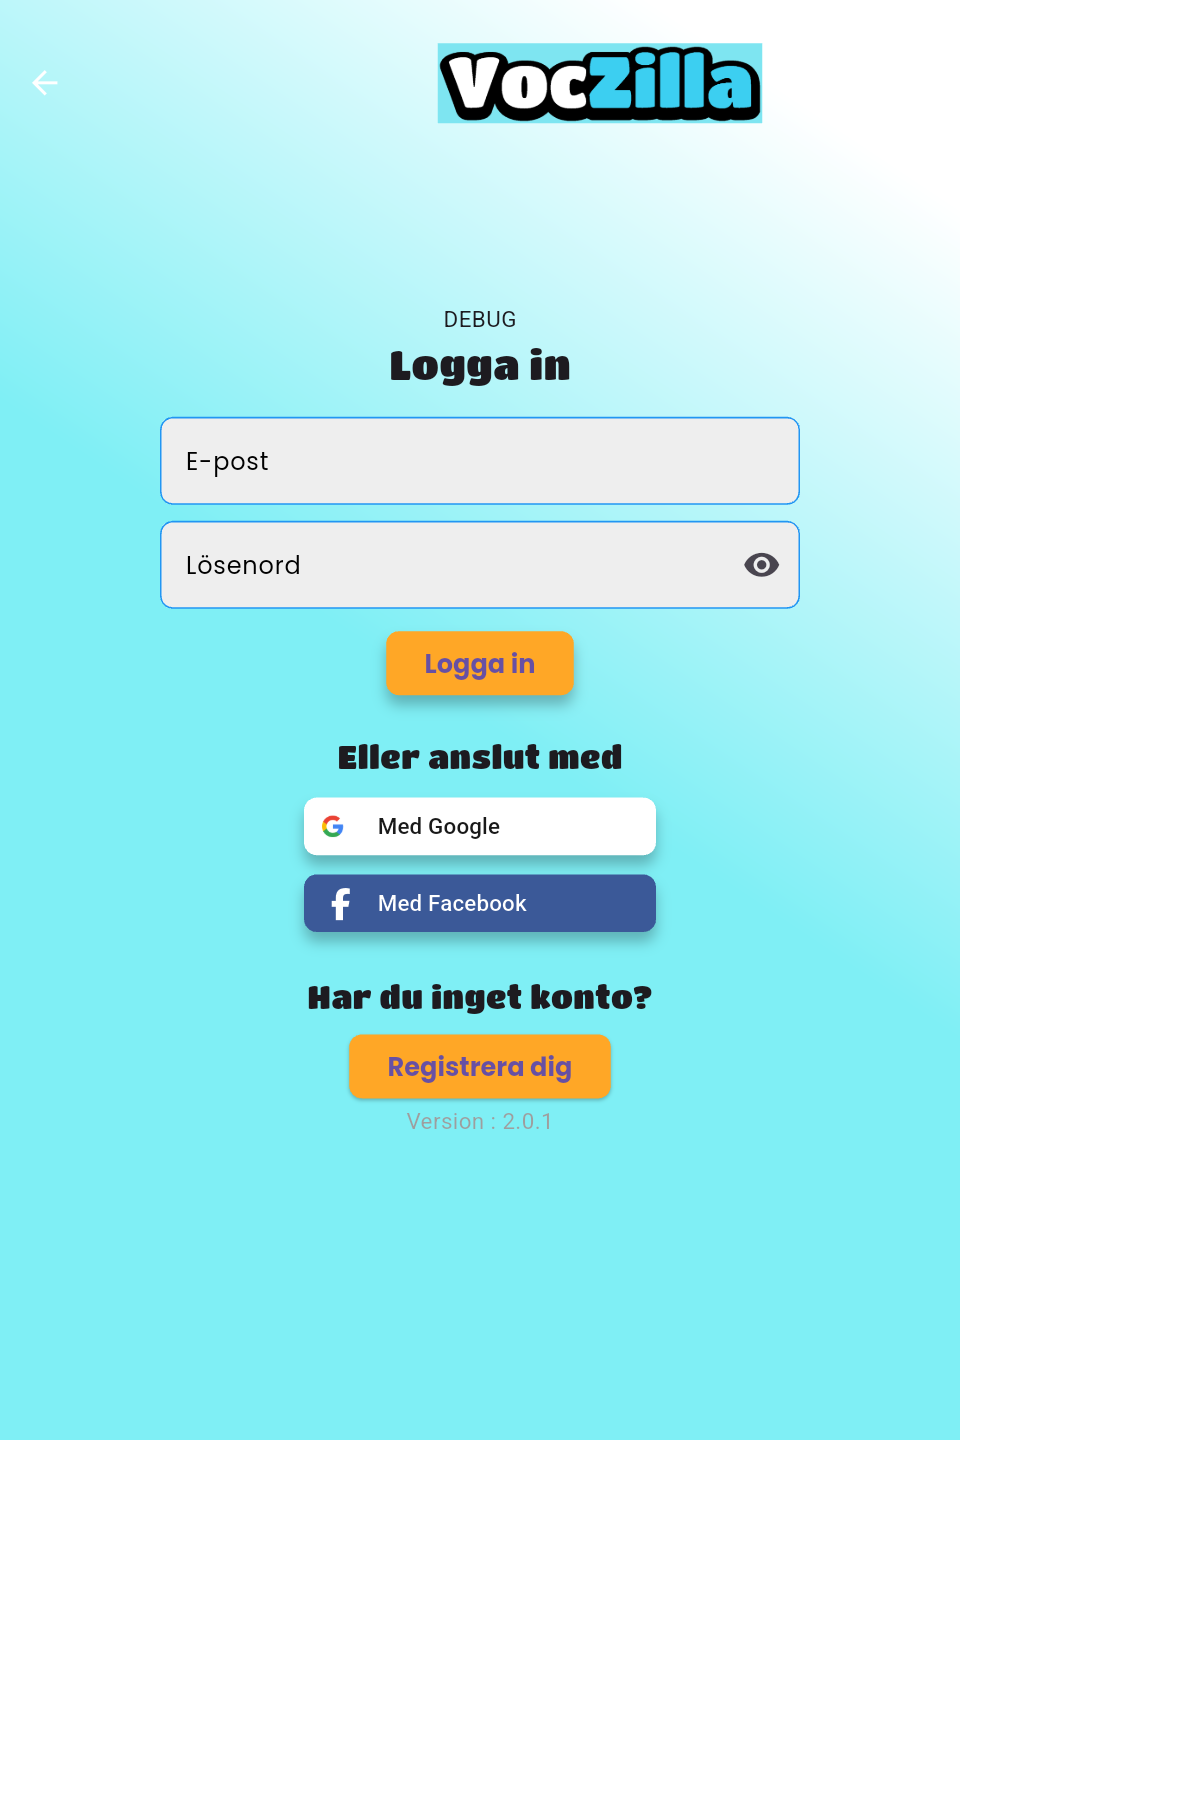 VocZilla
DEBUG
Logga in
E-post
Lösenord
Logga in
Eller anslut med
Med Google
Med Facebook
Har du inget konto?
Registrera dig
Version : 2.0.1